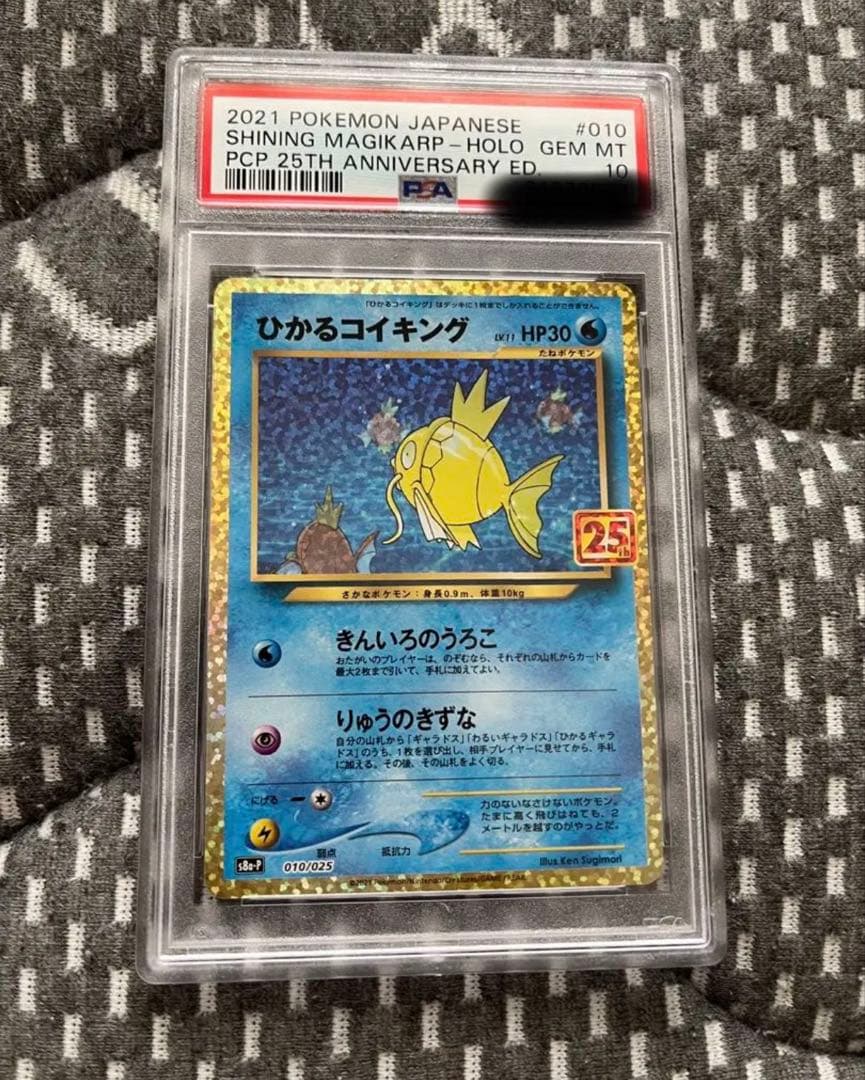 2021 POKEMON JAPANESE #010
SHINING MAGIKARP-HOLO GEM MT
PCP 25TH ANNIVERSARY ED. 10
PSA
「ひかるコイキング」はデッキに1枚までしか入れることができません。
ひかるコイキング LV.11 HP30
たねポケモン
25th
さかなポケモン：身長0.9m、体重10kg
きんいろのうろこ
おたがいのプレイヤーは、のぞむなら、それぞれの山札からカードを
最大2枚まで引いて、手札に加えてよい。
りゅうのきずな
自分の山札から「ギャラドス」「わるいギャラドス」「ひかるギャラ
ドス」のうち、1枚を選び出し、相手プレイヤーに見せてから、手札
に加える。その後、その山札をよく切る。
にげる
力のないなさけないポケモン。
たまに高く飛びはねても、2
メートルを越すのがやっとだ。
弱点 抵抗力
s8a-P 010/025
Illus.Ken Sugimori
©2021 Pokémon/Nintendo/Creatures/GAME FREAK.